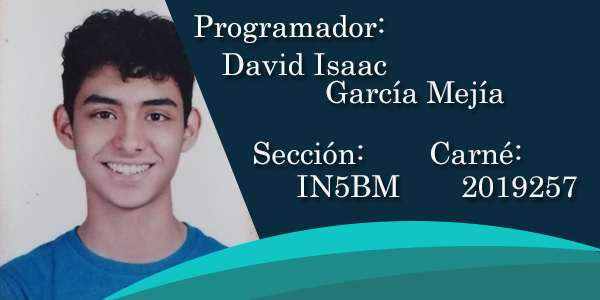 Programador:
David Isaac
García Mejía
Sección: Carné:
IN5BM 2019257